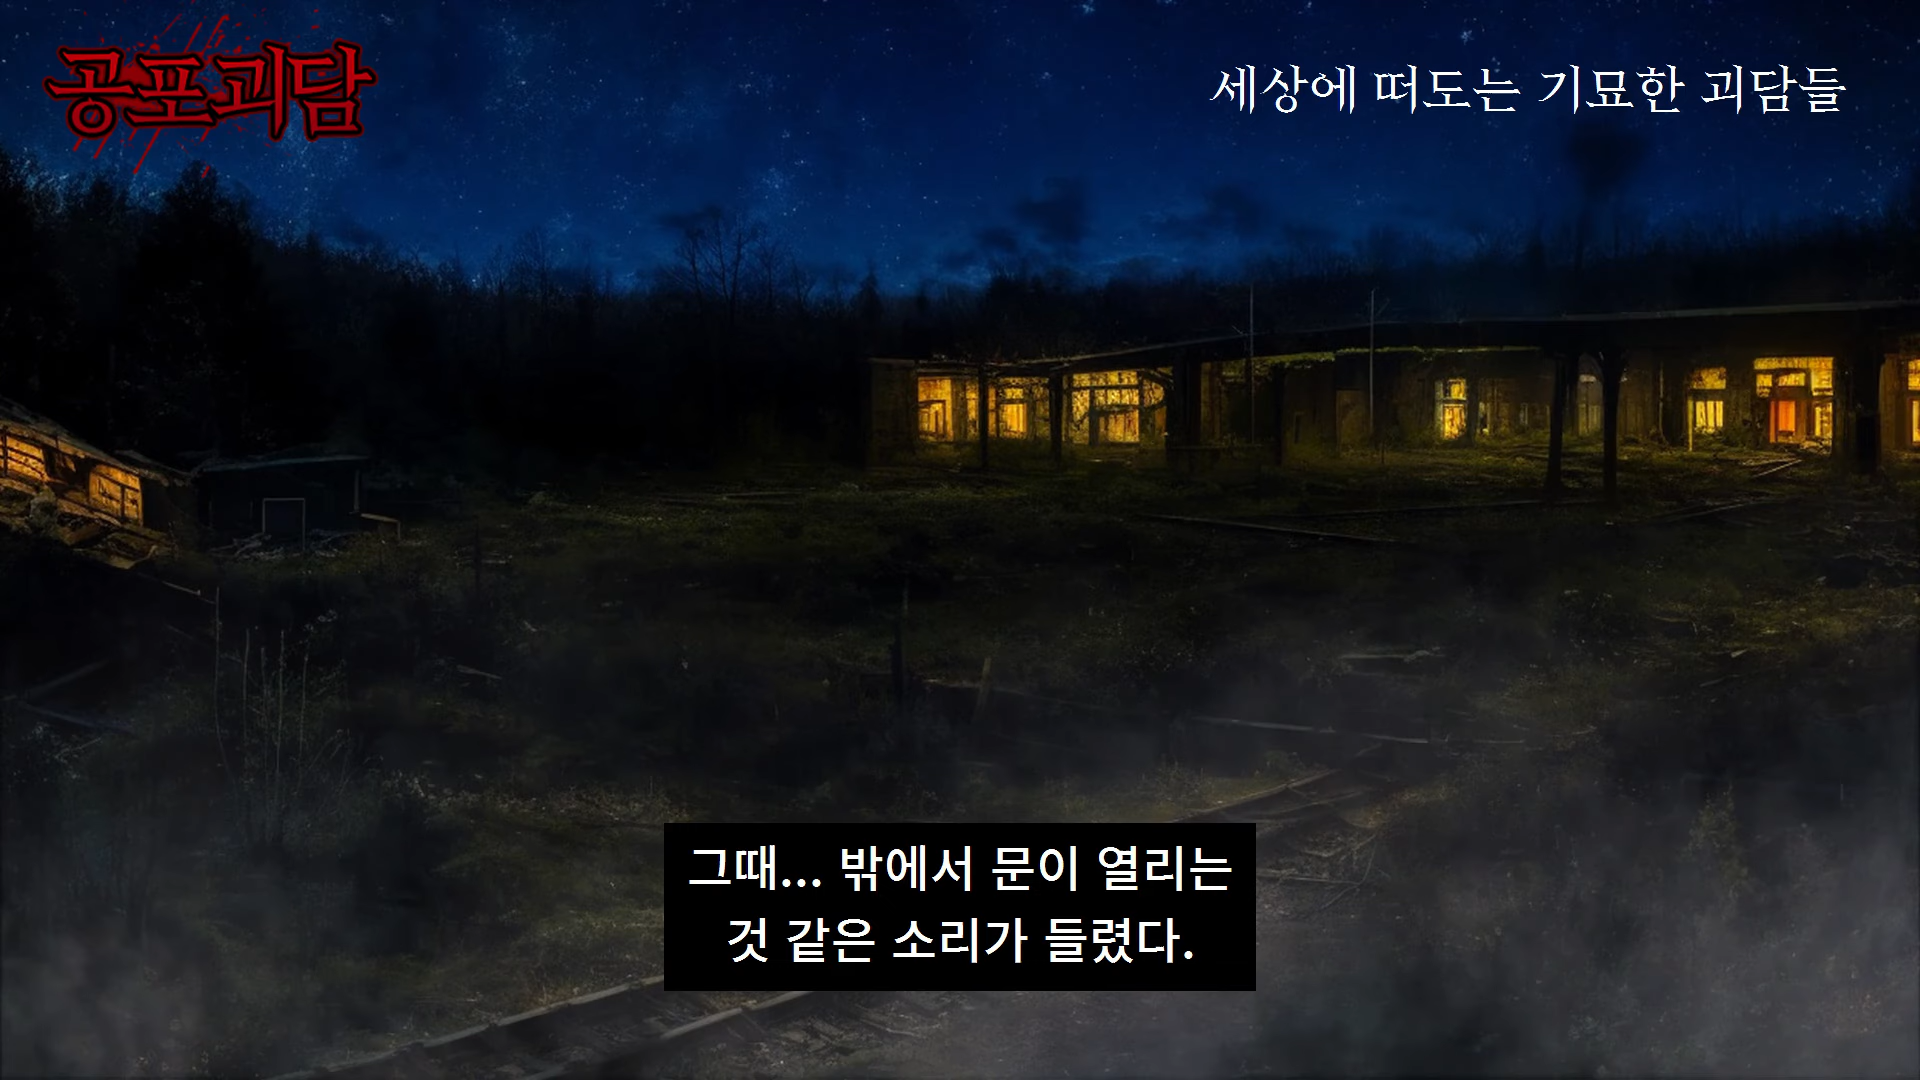 공포괴담
세상에 떠도는 기묘한 괴담들
그때... 밖에서 문이 열리는
것 같은 소리가 들렸다.